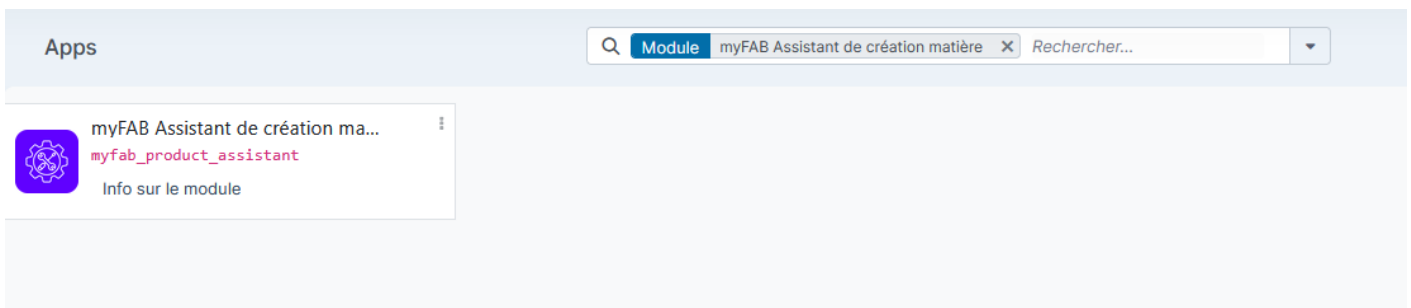 Apps
Module myFAB Assistant de création matière Rechercher...
myFAB Assistant de création ma...
myfab_product_assistant
Info sur le module